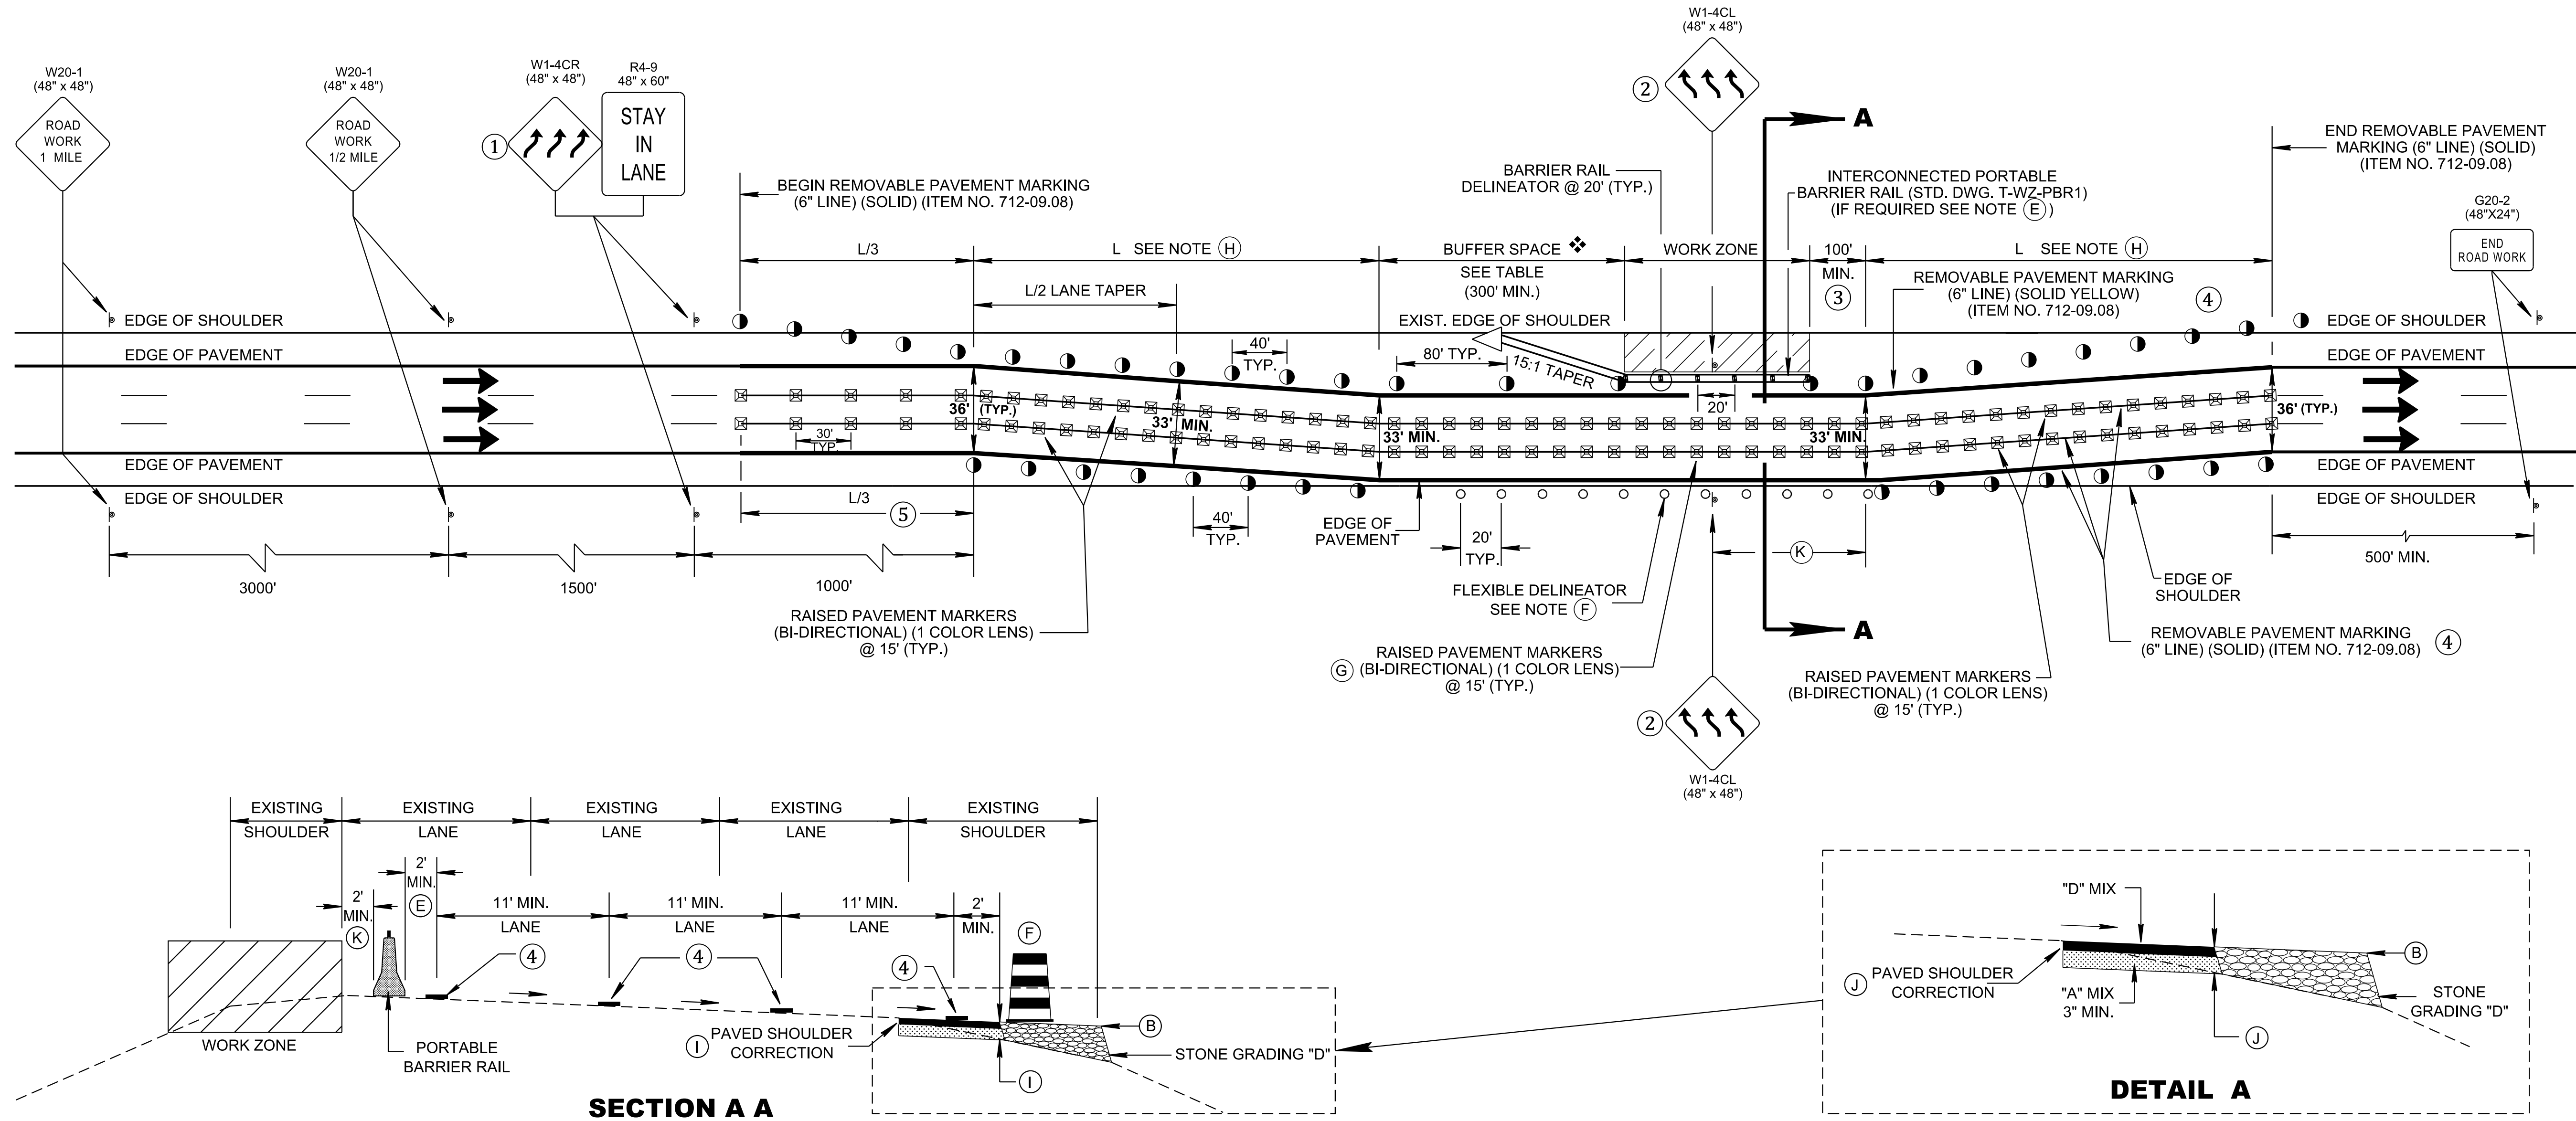 W20-1
(48" x 48")
ROAD
WORK
1 MILE
W20-1
(48" x 48")
ROAD
WORK
1/2 MILE
W1-4CR
(48" x 48")
1
R4-9
48" x 60"
STAY
IN
LANE
W1-4CL
(48" x 48")
2
A
BEGIN REMOVABLE PAVEMENT MARKING
(6" LINE) (SOLID) (ITEM NO. 712-09.08)
BARRIER RAIL
DELINEATOR @ 20' (TYP.)
INTERCONNECTED PORTABLE
BARRIER RAIL (STD. DWG. T-WZ-PBR1)
(IF REQUIRED SEE NOTE E )
END REMOVABLE PAVEMENT
MARKING (6" LINE) (SOLID)
(ITEM NO. 712-09.08)
G20-2
(48"X24")
END
ROAD WORK
L/3
L SEE NOTE H
BUFFER SPACE
SEE TABLE
(300' MIN.)
WORK ZONE
100'
MIN.
3
L SEE NOTE H
L/2 LANE TAPER
REMOVABLE PAVEMENT MARKING
(6" LINE) (SOLID YELLOW)
(ITEM NO. 712-09.08)
4
EDGE OF SHOULDER
EXIST. EDGE OF SHOULDER
EDGE OF SHOULDER
EDGE OF PAVEMENT
40'
TYP.
80' TYP.
15:1 TAPER
EDGE OF PAVEMENT
36' (TYP.)
33' MIN.
33' MIN.
20'
33' MIN.
36' (TYP.)
30'
TYP.
EDGE OF PAVEMENT
EDGE OF PAVEMENT
EDGE OF SHOULDER
EDGE OF SHOULDER
L/3
5
40'
TYP.
EDGE OF
PAVEMENT
20'
TYP.
K
500' MIN.
3000'
1500'
1000'
RAISED PAVEMENT MARKERS
(BI-DIRECTIONAL) (1 COLOR LENS)
@ 15' (TYP.)
FLEXIBLE DELINEATOR
SEE NOTE F
EDGE OF
SHOULDER
A
RAISED PAVEMENT MARKERS
G (BI-DIRECTIONAL) (1 COLOR LENS)
@ 15' (TYP.)
REMOVABLE PAVEMENT MARKING
(6" LINE) (SOLID) (ITEM NO. 712-09.08)
4
RAISED PAVEMENT MARKERS
(BI-DIRECTIONAL) (1 COLOR LENS)
@ 15' (TYP.)
2
W1-4CL
(48" x 48")
EXISTING
SHOULDER
EXISTING
LANE
EXISTING
LANE
EXISTING
LANE
EXISTING
SHOULDER
2'
MIN.
K
2'
MIN.
E
11' MIN.
LANE
11' MIN.
LANE
11' MIN.
LANE
2'
MIN.
F
4
4
4
WORK ZONE
PORTABLE
BARRIER RAIL
I
PAVED SHOULDER
CORRECTION
B
STONE GRADING "D"
I
SECTION A A
"D" MIX
J
PAVED SHOULDER
CORRECTION
"A" MIX
3" MIN.
B
STONE
GRADING "D"
J
DETAIL A